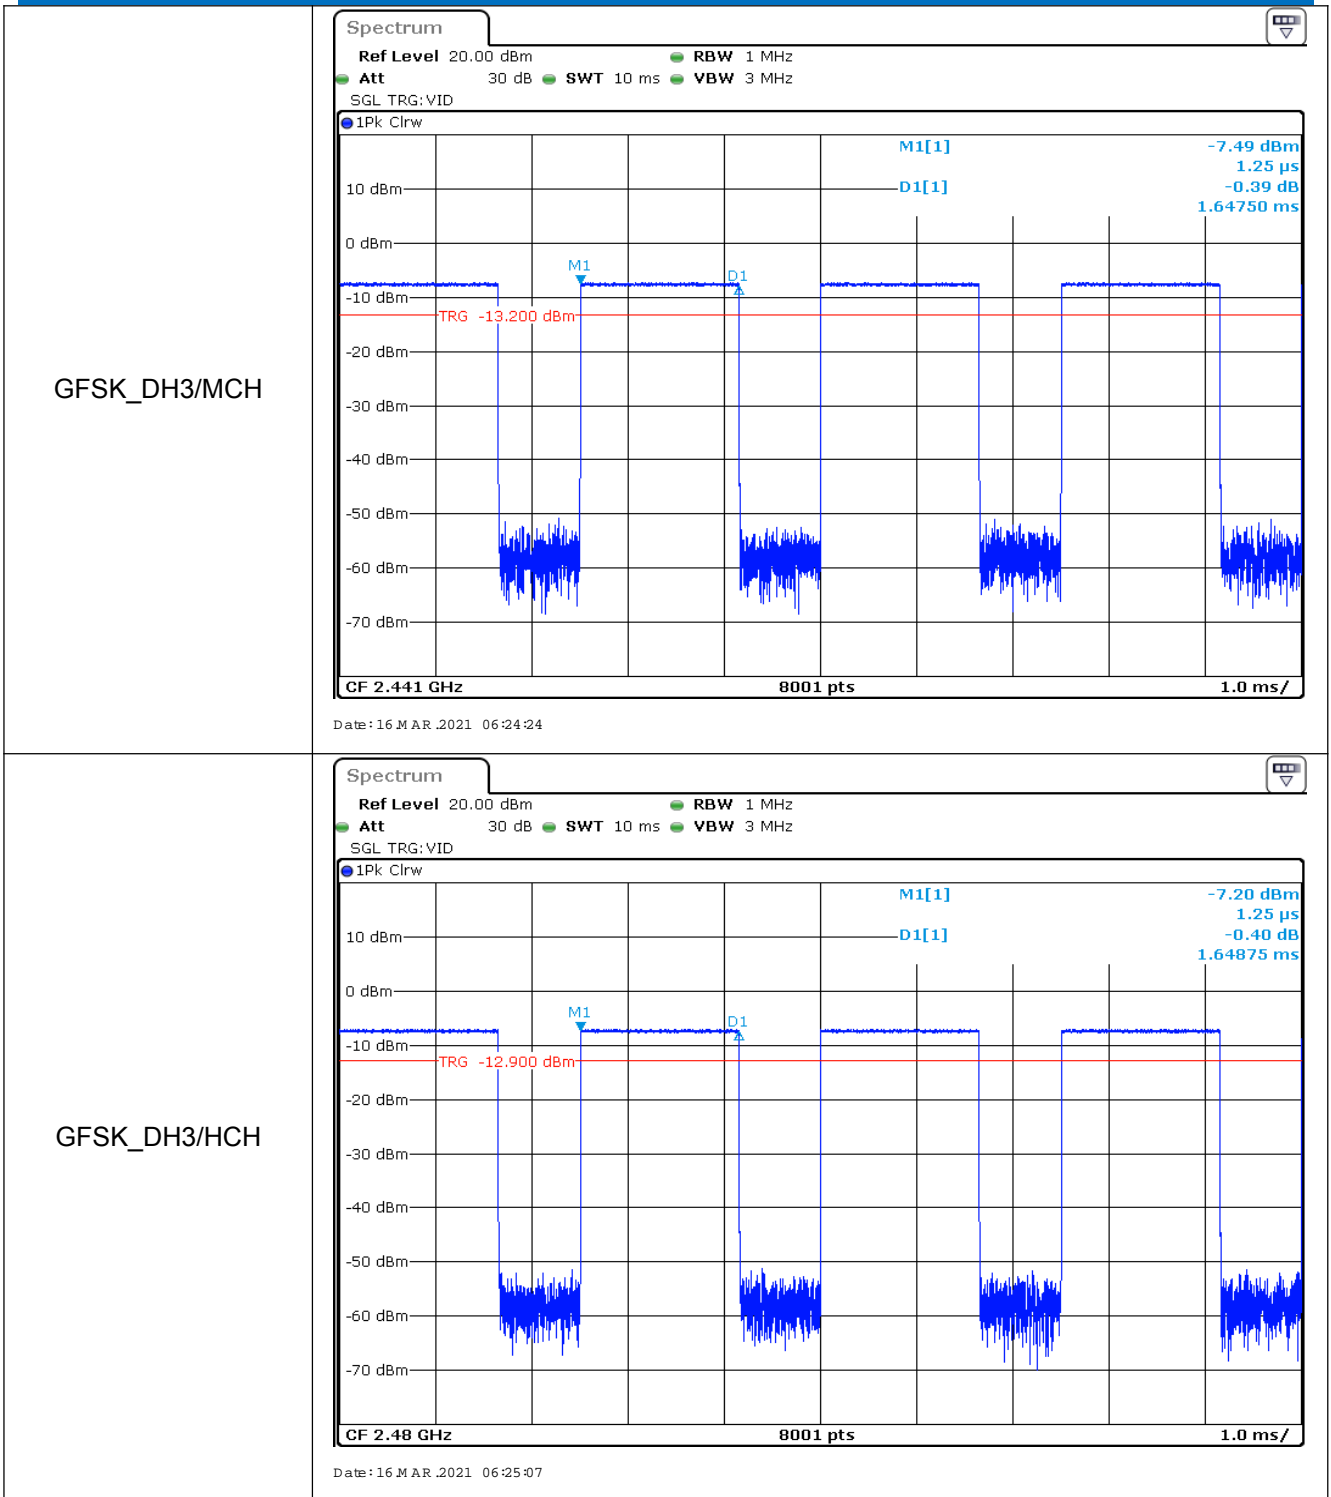 GFSK_DH3/MCH
Spectrum
Ref Level 20.00 dBm RBW 1 MHz
Att 30 dB SWT 10 ms VBW 3 MHz
SGL TRG:VID
1Pk Clrw
M1[1] -7.49 dBm
1.25 µs
10 dBm D1[1] -0.39 dB
1.64750 ms
0 dBm
M1
D1
-10 dBm
TRG -13.200 dBm
-20 dBm
-30 dBm
-40 dBm
-50 dBm
-60 dBm
-70 dBm
CF 2.441 GHz 8001 pts 1.0 ms/
Date: 16.MAR.2021 06:24:24
GFSK_DH3/HCH
Spectrum
Ref Level 20.00 dBm RBW 1 MHz
Att 30 dB SWT 10 ms VBW 3 MHz
SGL TRG:VID
1Pk Clrw
M1[1] -7.20 dBm
1.25 µs
10 dBm D1[1] -0.40 dB
1.64875 ms
0 dBm
M1
D1
-10 dBm
TRG -12.900 dBm
-20 dBm
-30 dBm
-40 dBm
-50 dBm
-60 dBm
-70 dBm
CF 2.48 GHz 8001 pts 1.0 ms/
Date: 16.MAR.2021 06:25:07